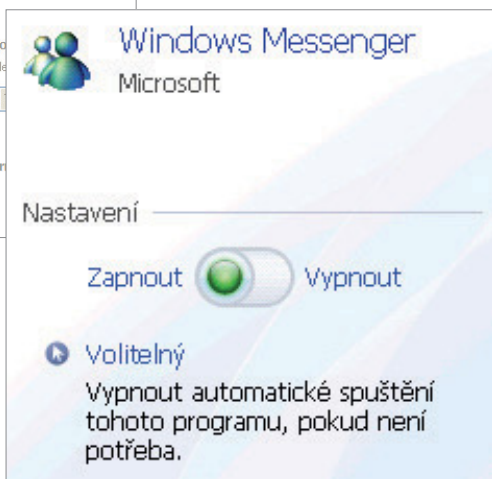 Windows Messenger
Microsoft
Nastavení
Zapnout Vypnout
Volitelný
Vypnout automatické spuštění
tohoto programu, pokud není
potřeba.